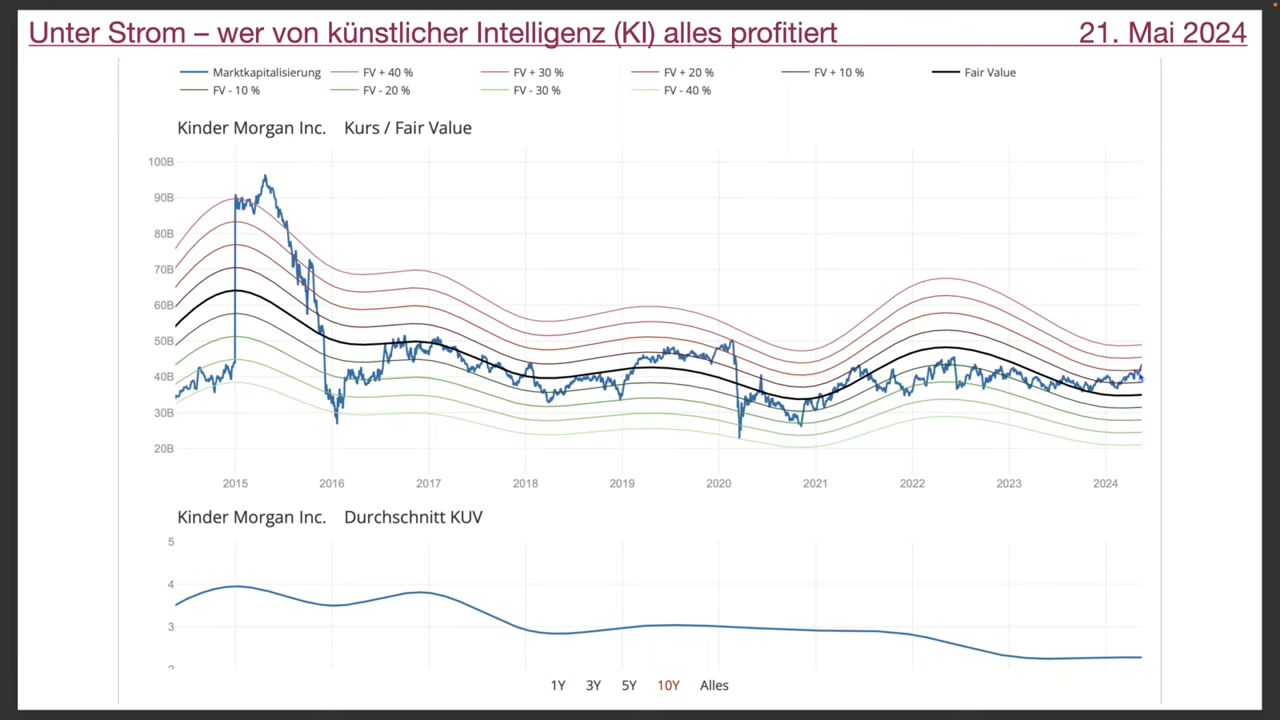 Unter Strom – wer von künstlicher Intelligenz (KI) alles profitiert 21. Mai 2024
Marktkapitalisierung FV + 40 % FV + 30 % FV + 20 % FV + 10 % Fair Value
FV - 10 % FV - 20 % FV - 30 % FV - 40 %
Kinder Morgan Inc. Kurs / Fair Value
100B
90B
80B
70B
60B
50B
40B
30B
20B
2015 2016 2017 2018 2019 2020 2021 2022 2023 2024
Kinder Morgan Inc. Durchschnitt KUV
5
4
3
2
1Y 3Y 5Y 10Y Alles